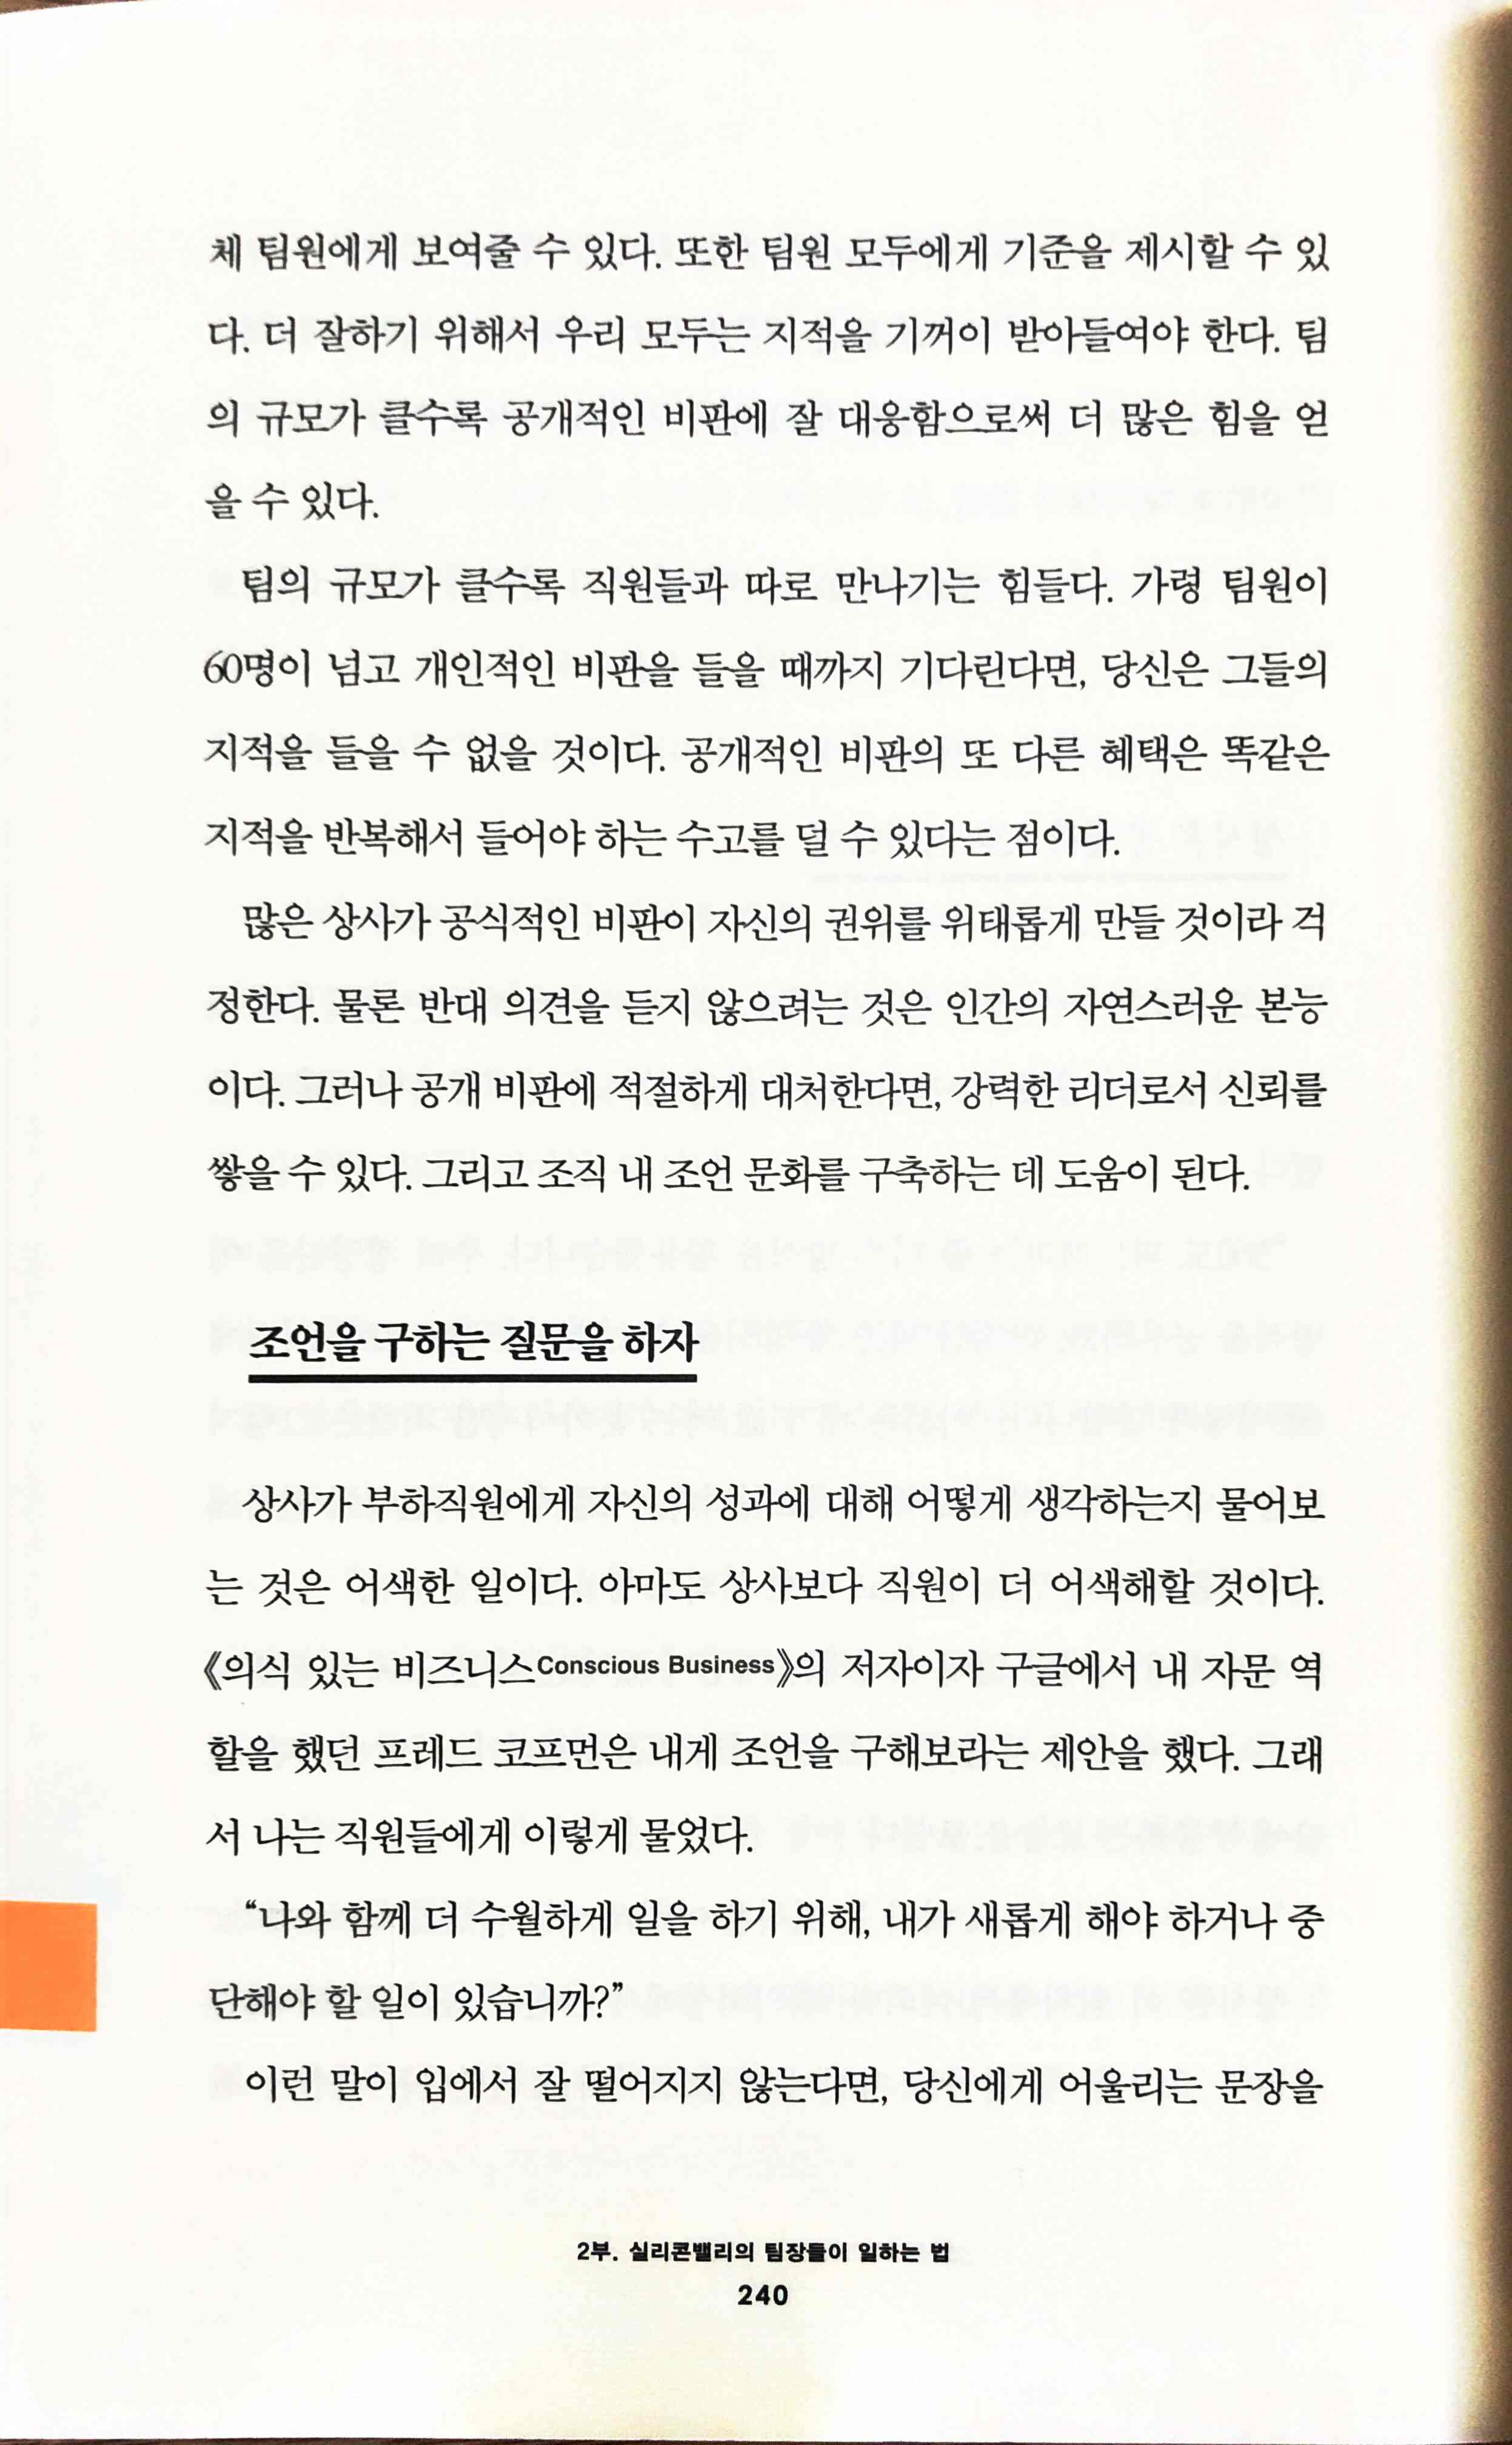 체 팀원에게 보여줄 수 있다. 또한 팀원 모두에게 기준을 제시할 수 있
다. 더 잘하기 위해서 우리 모두는 지적을 기꺼이 받아들여야 한다. 팀
의 규모가 클수록 공개적인 비판에 잘 대응함으로써 더 많은 힘을 얻
을 수 있다.
팀의 규모가 클수록 직원들과 따로 만나기는 힘들다. 가령 팀원이
60명이 넘고 개인적인 비판을 들을 때까지 기다린다면, 당신은 그들의
지적을 들을 수 없을 것이다. 공개적인 비판의 또 다른 혜택은 똑같은
지적을 반복해서 들어야 하는 수고를 덜 수 있다는 점이다.
많은 상사가 공식적인 비판이 자신의 권위를 위태롭게 만들 것이라 걱
정한다. 물론 반대 의견을 듣지 않으려는 것은 인간의 자연스러운 본능
이다. 그러나 공개 비판에 적절하게 대처한다면, 강력한 리더로서 신뢰를
쌓을 수 있다. 그리고 조직 내 조언 문화를 구축하는 데 도움이 된다.
조언을 구하는 질문을 하자
상사가 부하직원에게 자신의 성과에 대해 어떻게 생각하는지 물어보
는 것은 어색한 일이다. 아마도 상사보다 직원이 더 어색해할 것이다.
《의식 있는 비즈니스Conscious Business》의 저자이자 구글에서 내 자문 역
할을 했던 프레드 코프먼은 내게 조언을 구해보라는 제안을 했다. 그래
서 나는 직원들에게 이렇게 물었다.
“나와 함께 더 수월하게 일을 하기 위해, 내가 새롭게 해야 하거나 중
단해야 할 일이 있습니까?”
이런 말이 입에서 잘 떨어지지 않는다면, 당신에게 어울리는 문장을
2부. 실리콘밸리의 팀장들이 일하는 법
240